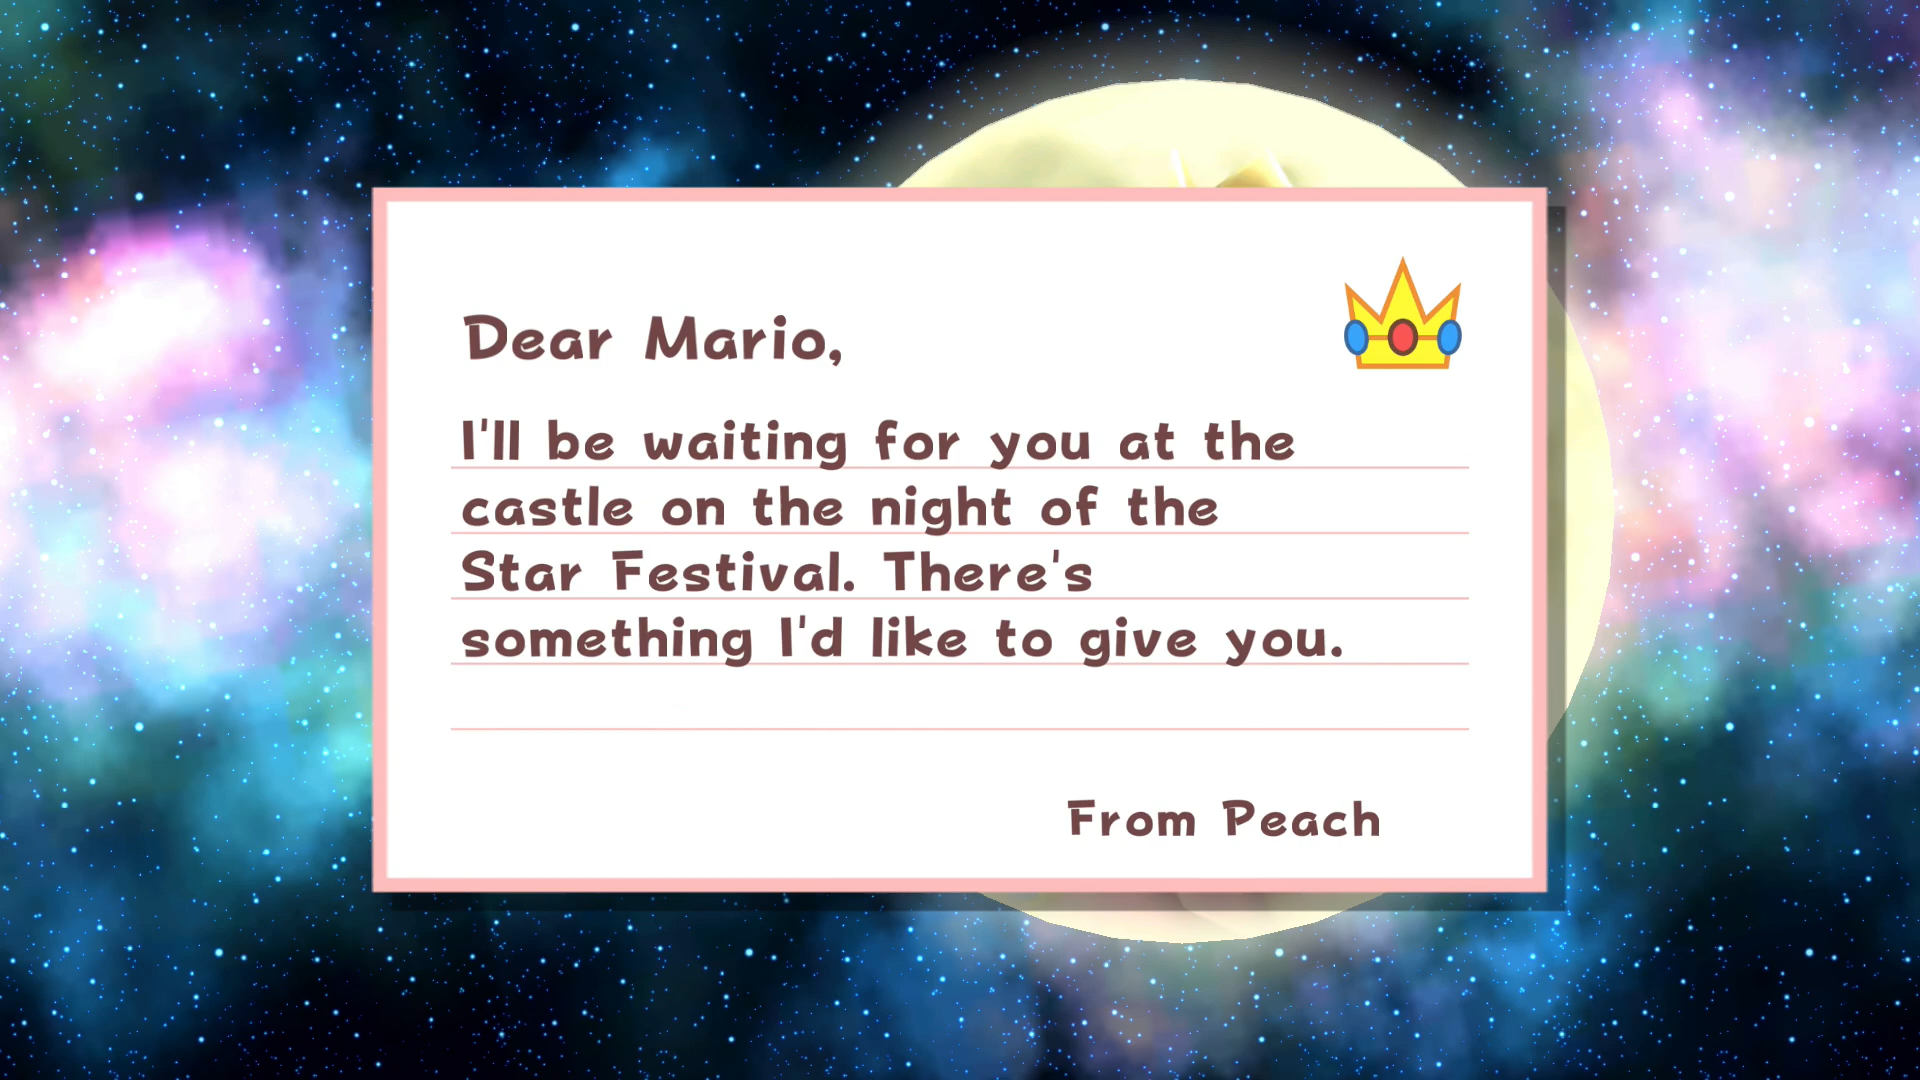 Dear Mario,
I'll be waiting for you at the
castle on the night of the
Star Festival. There's
something I'd like to give you.
From Peach